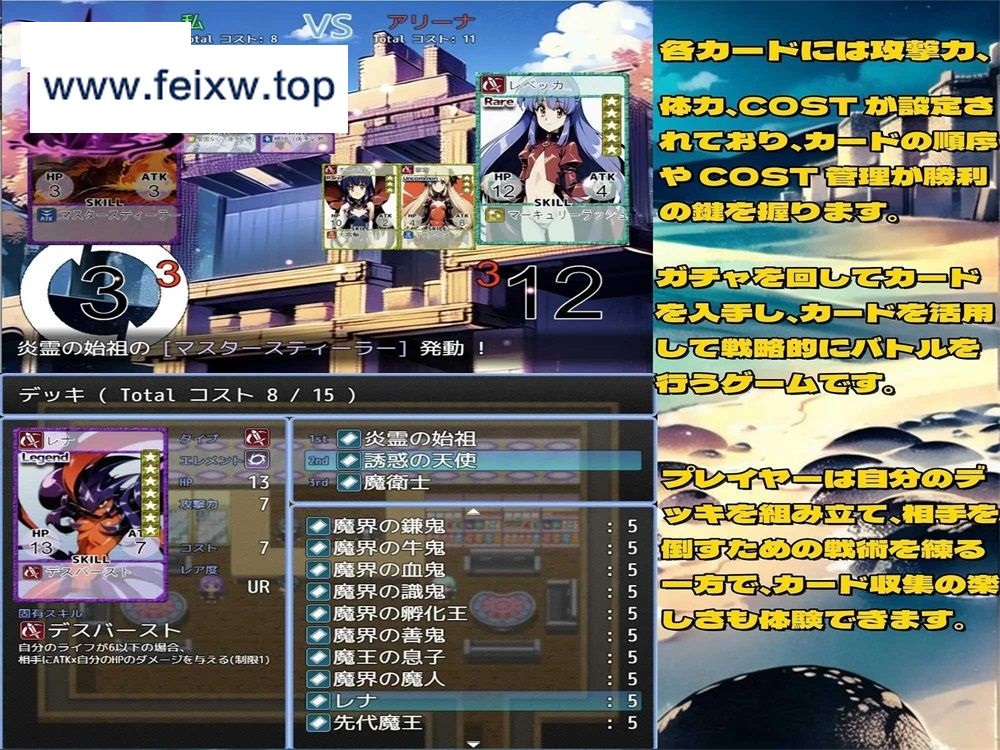 私
VS
アリーナ
Total コスト: 11
otal コスト: 8
www.feixw.top
レベッカ
Rare
HP
12
ATK
4
SKILL
マーキュリーラッシュ
Uncommon
HP
3
ATK
3
SKILL
マスタースティーラー
3
3
3
12
炎霊の始祖の [マスタースティーラー] 発動 !
デッキ ( Total コスト 8 / 15 )
レナ
Legend
HP
13
AT
7
SKILL
デスバースト
タイプ
エレメント
HP
13
攻撃力
7
コスト
7
レア度
UR
固有スキル
デスバースト
自分のライフが6以下の場合、
相手にATK×自分のHPのダメージを与える(制限1)
1st 炎霊の始祖
2nd 誘惑の天使
3rd 魔衛士
魔界の鎌鬼 : 5
魔界の牛鬼 : 5
魔界の血鬼 : 5
魔界の識鬼 : 5
魔界の孵化王 : 5
魔界の善鬼 : 5
魔王の息子 : 5
魔界の魔人 : 5
レナ : 5
先代魔王 : 5
各カードには攻撃力、
体力、COSTが設定さ
れており、カードの順序
やCOST管理が勝利
の鍵を握ります。
ガチャを回してカード
を入手し、カードを活用
して戦略的にバトルを
行うゲームです。
プレイヤーは自分のデ
ッキを組み立て、相手を
倒すための戦術を練る
一方で、カード収集の楽
しさも体験できます。